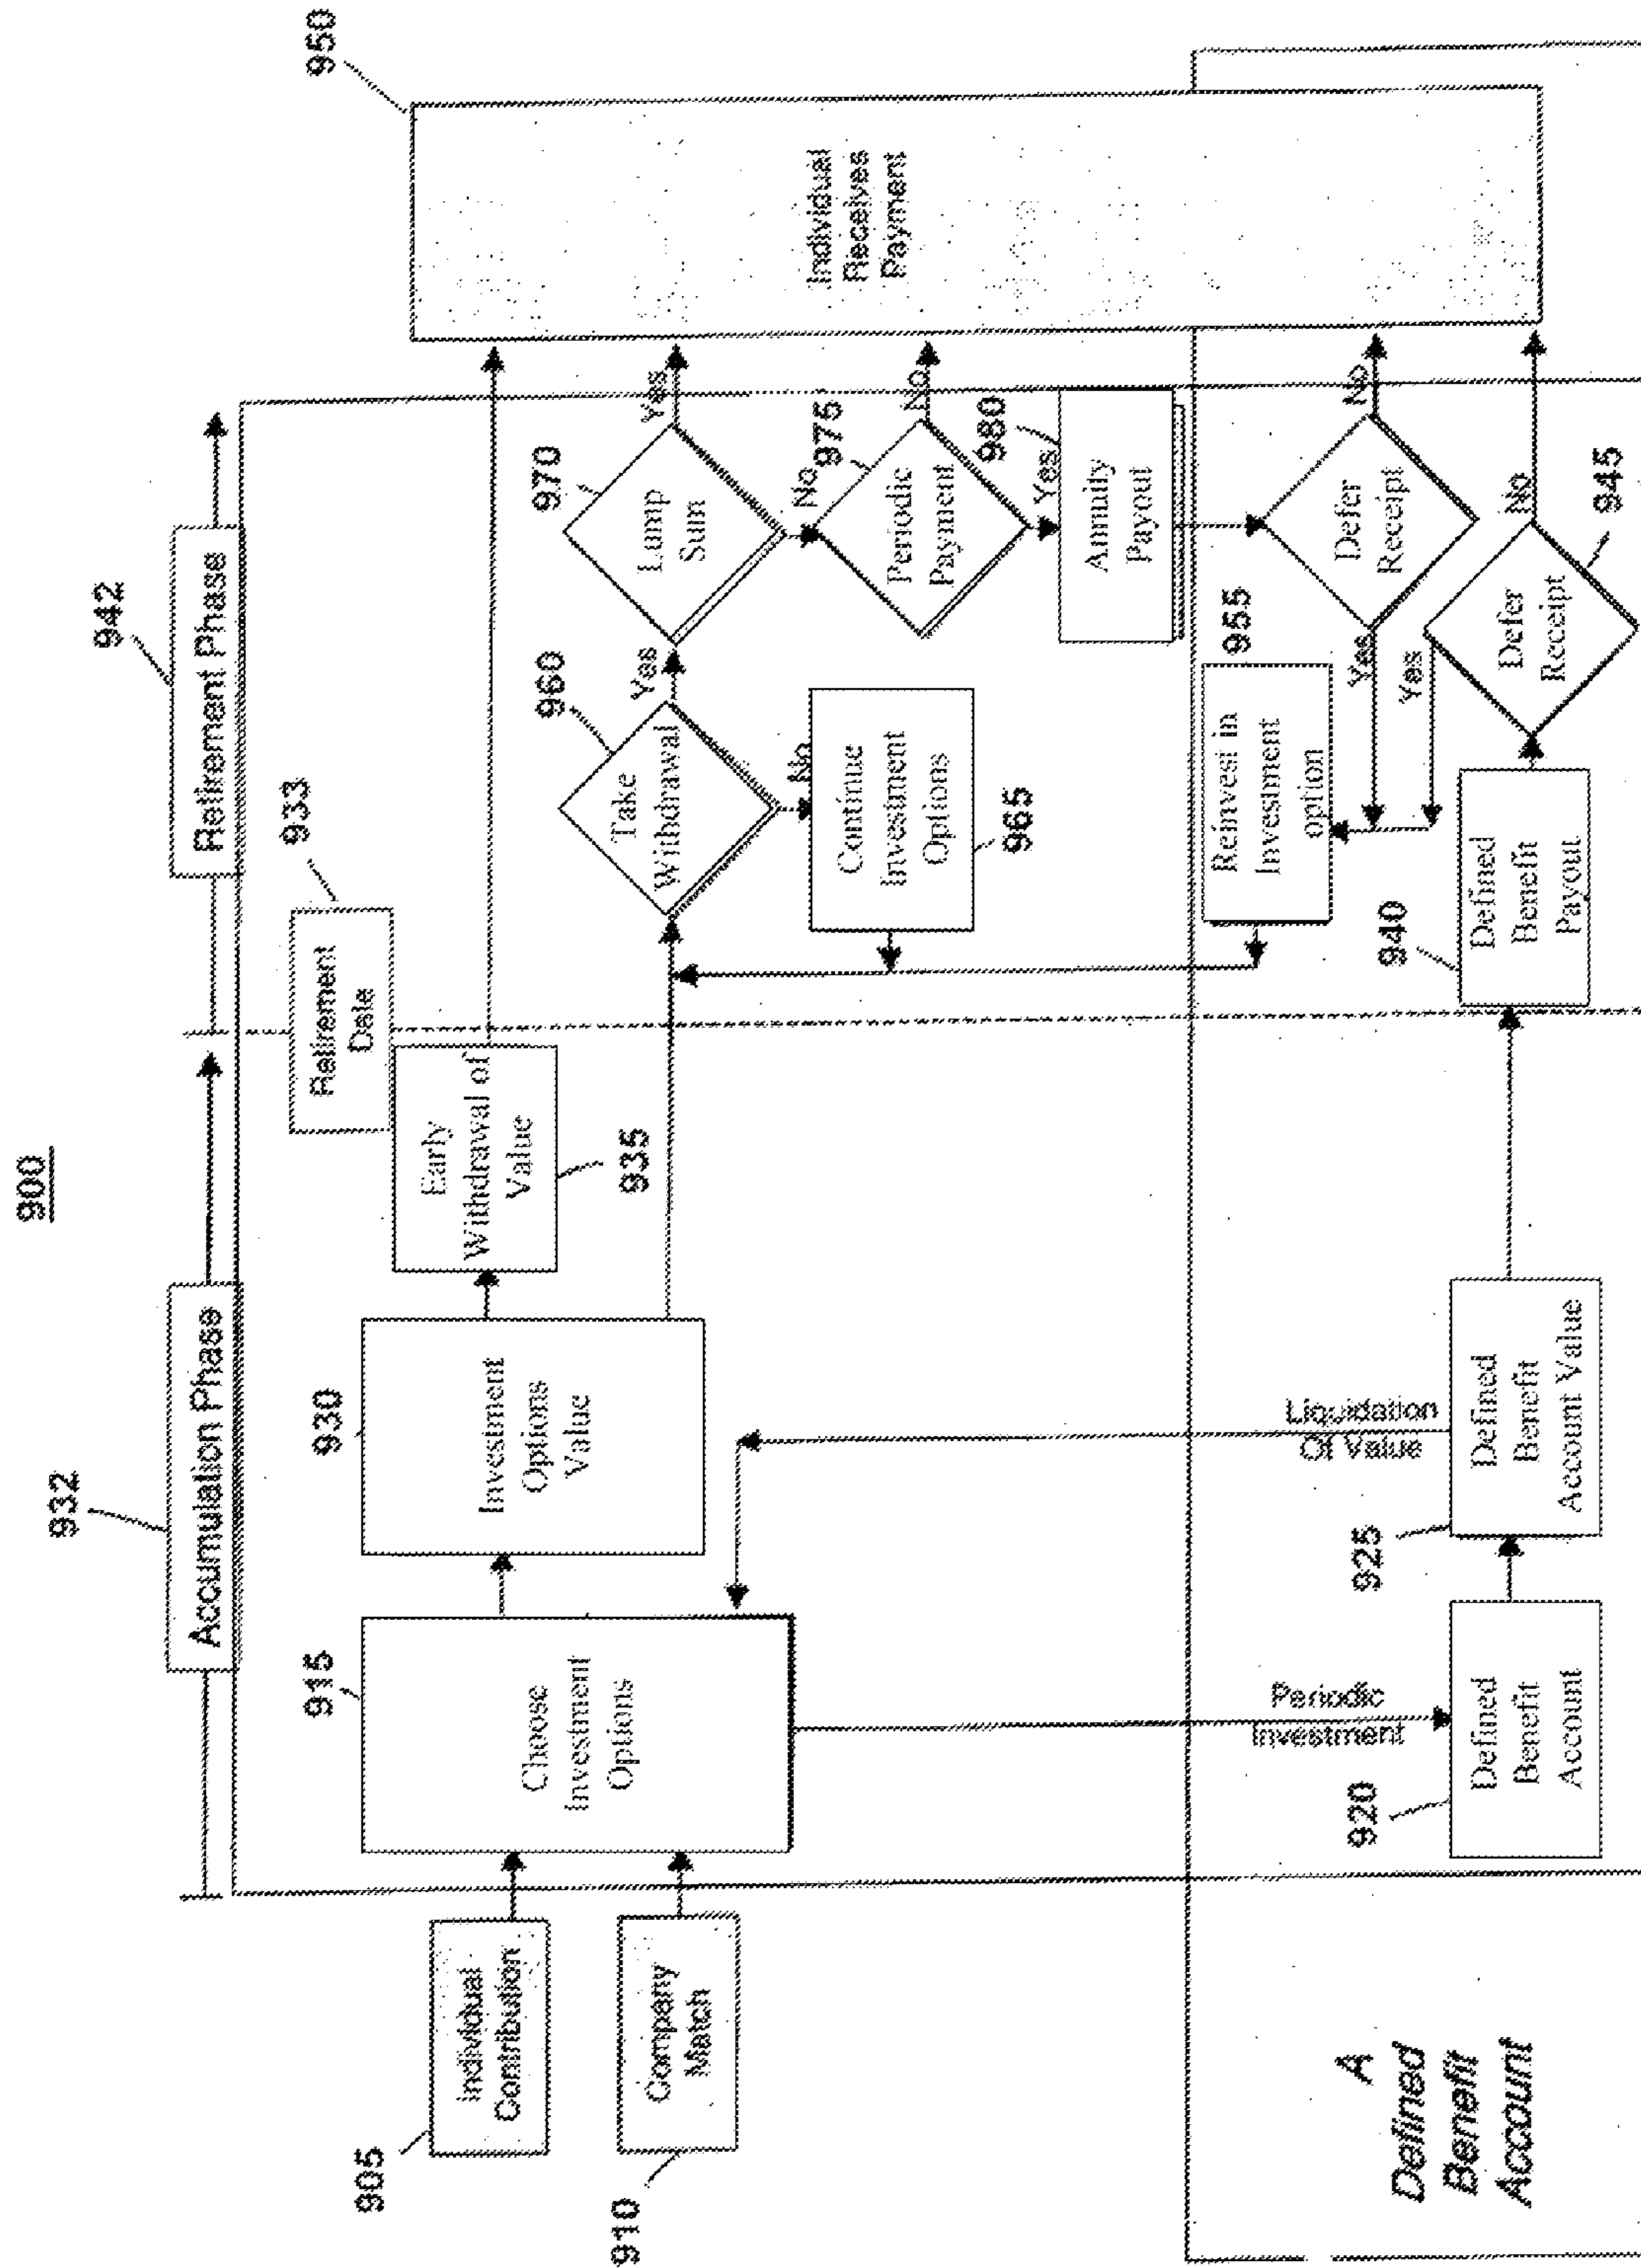 900
932
942
Accumulation Phase
Retirement Phase
933
Retirement
Date
950
905
Individual
Contribution
910
Company
Match
915
Choose
Investment
Options
930
Investment
Options
Value
Early
Withdrawal of
Value
935
960
Take
Withdrawal
Yes
No
970
Lump
Sum
Yes
No
975
Periodic
Payment
No
Yes
980
Annuity
Payout
Continue
Investment
Options
965
Individual
Receives
Payment
955
Reinvest in
Investment
option
Defer
Receipt
No
Yes
Yes
Periodic
Investment
Liquidation
Of Value
A
Defined
Benefit
Account
920
Defined
Benefit
Account
925
Defined
Benefit
Account Value
940
Defined
Benefit
Payout
Defer
Receipt
No
945